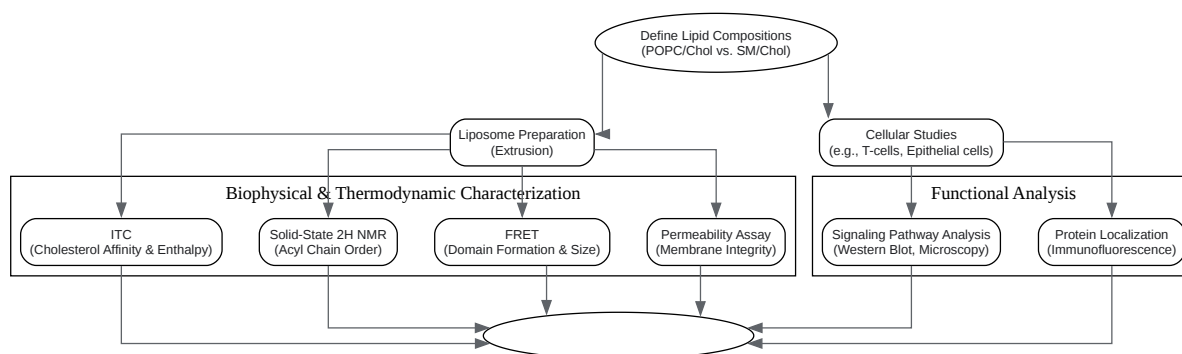 Define Lipid Compositions
(POPC/Chol vs. SM/Chol)
Liposome Preparation
(Extrusion)
Cellular Studies
(e.g., T-cells, Epithelial cells)
Biophysical & Thermodynamic Characterization
Functional Analysis
ITC
(Cholesterol Affinity & Enthalpy)
Solid-State 2H NMR
(Acyl Chain Order)
FRET
(Domain Formation & Size)
Permeability Assay
(Membrane Integrity)
Signaling Pathway Analysis
(Western Blot, Microscopy)
Protein Localization
(Immunofluorescence)